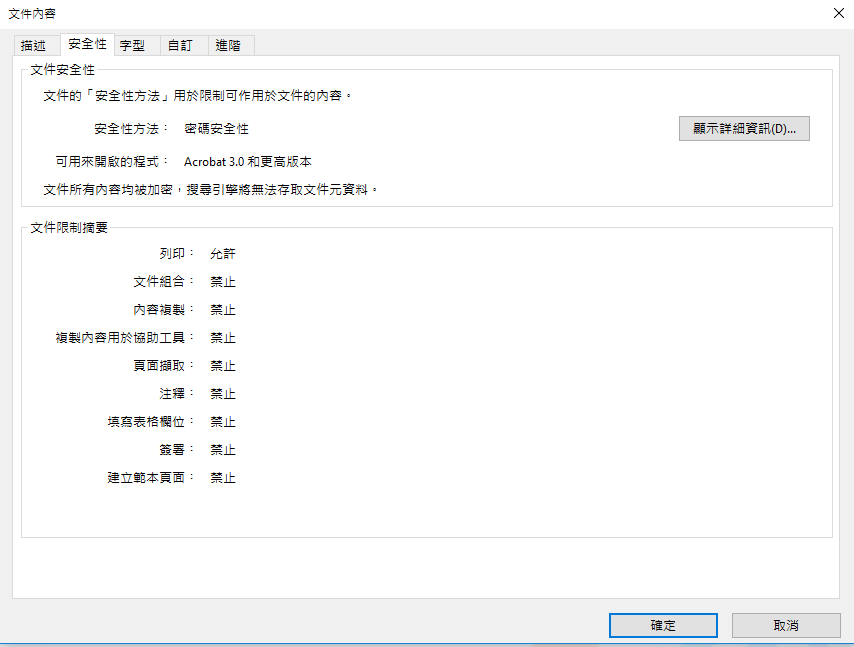 文件內容
描述 安全性 字型 自訂 進階
文件安全性
文件的「安全性方法」用於限制可作用於文件的內容。
安全性方法： 密碼安全性
顯示詳細資訊(D)...
可用來開啟的程式： Acrobat 3.0 和更高版本
文件所有內容均被加密，搜尋引擎將無法存取文件元資料。
文件限制摘要
列印： 允許
文件組合： 禁止
內容複製： 禁止
複製內容用於協助工具： 禁止
頁面擷取： 禁止
注釋： 禁止
填寫表格欄位： 禁止
簽署： 禁止
建立範本頁面： 禁止
確定 取消